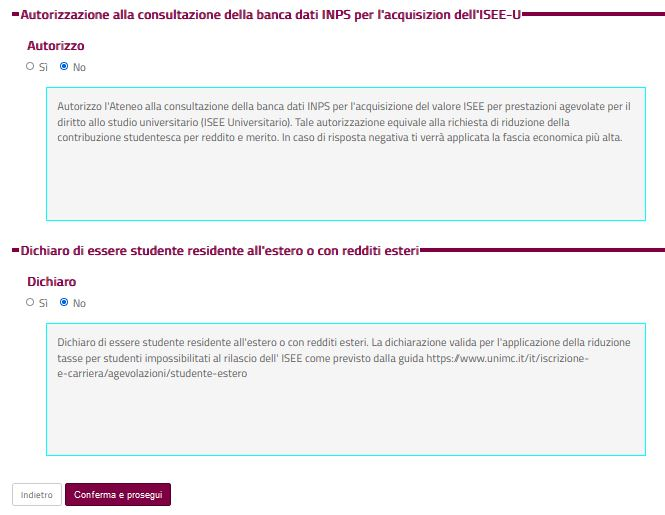 Autorizzazione alla consultazione della banca dati INPS per l'acquisizion dell'ISEE-U
Autorizzo
Sì No
Autorizzo l'Ateneo alla consultazione della banca dati INPS per l'acquisizione del valore ISEE per prestazioni agevolate per il
diritto allo studio universitario (ISEE Universitario). Tale autorizzazione equivale alla richiesta di riduzione della
contribuzione studentesca per reddito e merito. In caso di risposta negativa ti verrà applicata la fascia economica più alta.
Dichiaro di essere studente residente all'estero o con redditi esteri
Dichiaro
Sì No
Dichiaro di essere studente residente all'estero o con redditi esteri. La dichiarazione valida per l'applicazione della riduzione
tasse per studenti impossibilitati al rilascio dell' ISEE come previsto dalla guida https://www.unimc.it/it/iscrizione-
e-carriera/agevolazioni/studente-estero
Indietro Conferma e prosegui